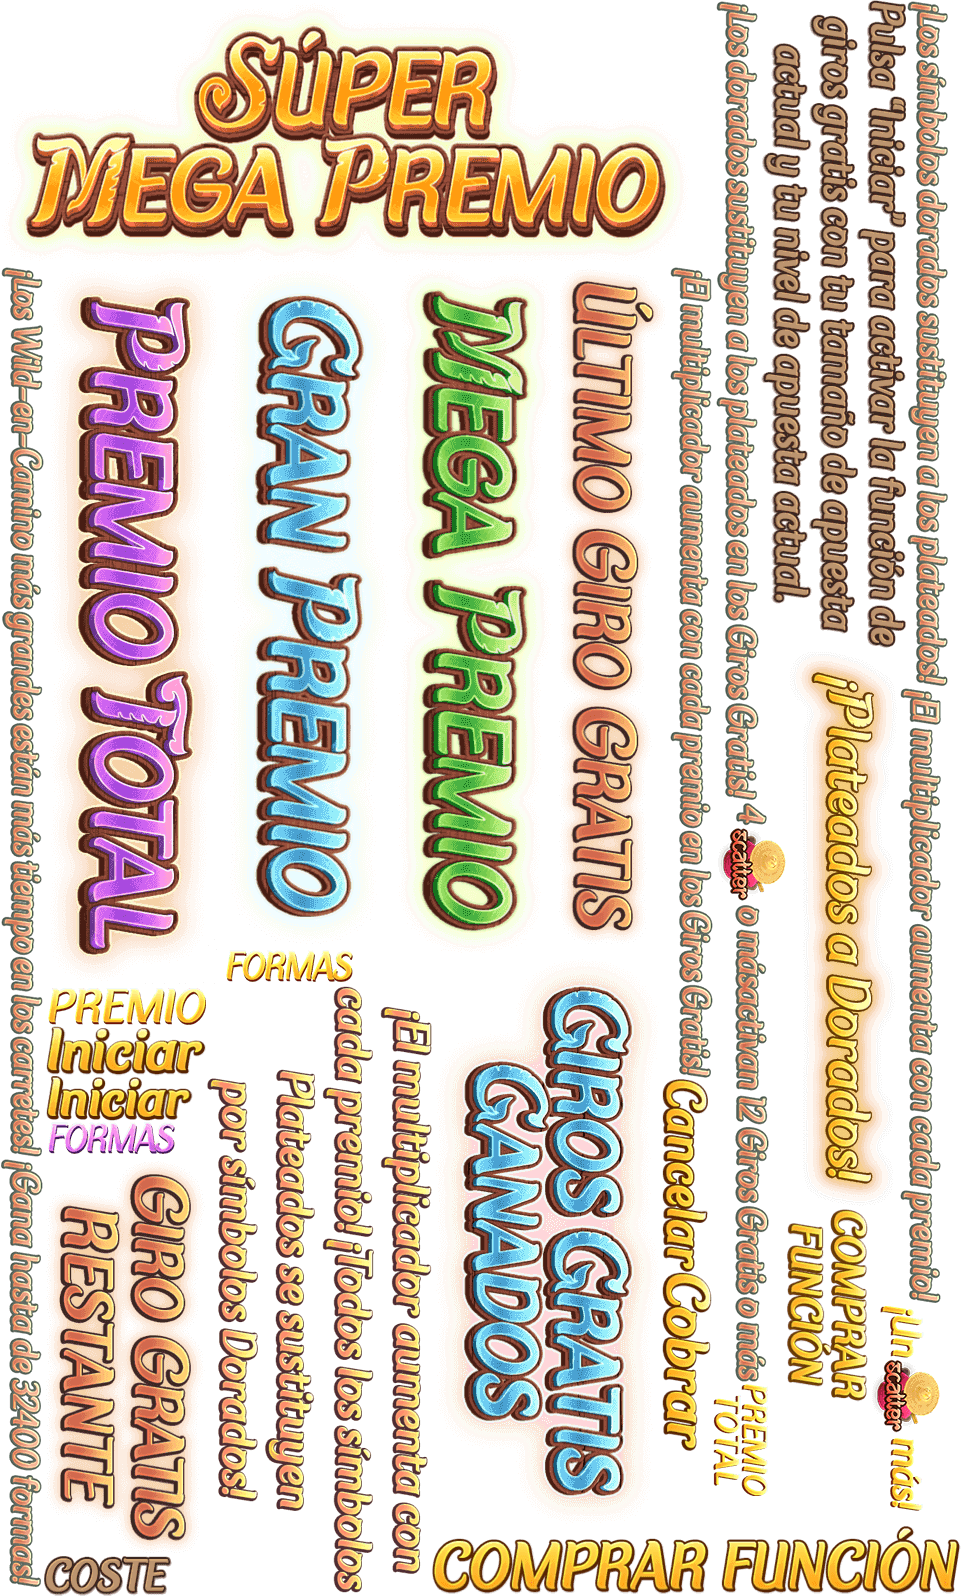 SÚPER
MEGA PREMIO
¡Los símbolos dorados sustituyen a los plateados!
Pulsa "Iniciar" para activar la función de
giros gratis con tu tamaño de apuesta
actual y tu nivel de apuesta actual.
¡Los dorados sustituyen a los plateados en los Giros Gratis!
¡El multiplicador aumenta con cada premio en los Giros Gratis!
ÚLTIMO GIRO GRATIS
MEGA PREMIO
GRAN PREMIO
PREMIO TOTAL
¡Los Wild-en-Camino más grandes están más tiempo en los carretes!
¡El multiplicador aumenta con cada premio!
¡Plateados a Dorados!
4 scatter o más activan 12 Giros Gratis o más
FORMAS
PREMIO
Iniciar
Iniciar
FORMAS
¡El multiplicador aumenta con
cada premio! ¡Todos los símbolos
Plateados se sustituyen
por símbolos Dorados!
GIROS GRATIS
GANADOS
Cancelar Cobrar
COMPRAR
FUNCIÓN
¡Un scatter más!
PREMIO
TOTAL
GIRO GRATIS
RESTANTE
¡Gana hasta de 32400 formas!
COSTE
COMPRAR FUNCIÓN